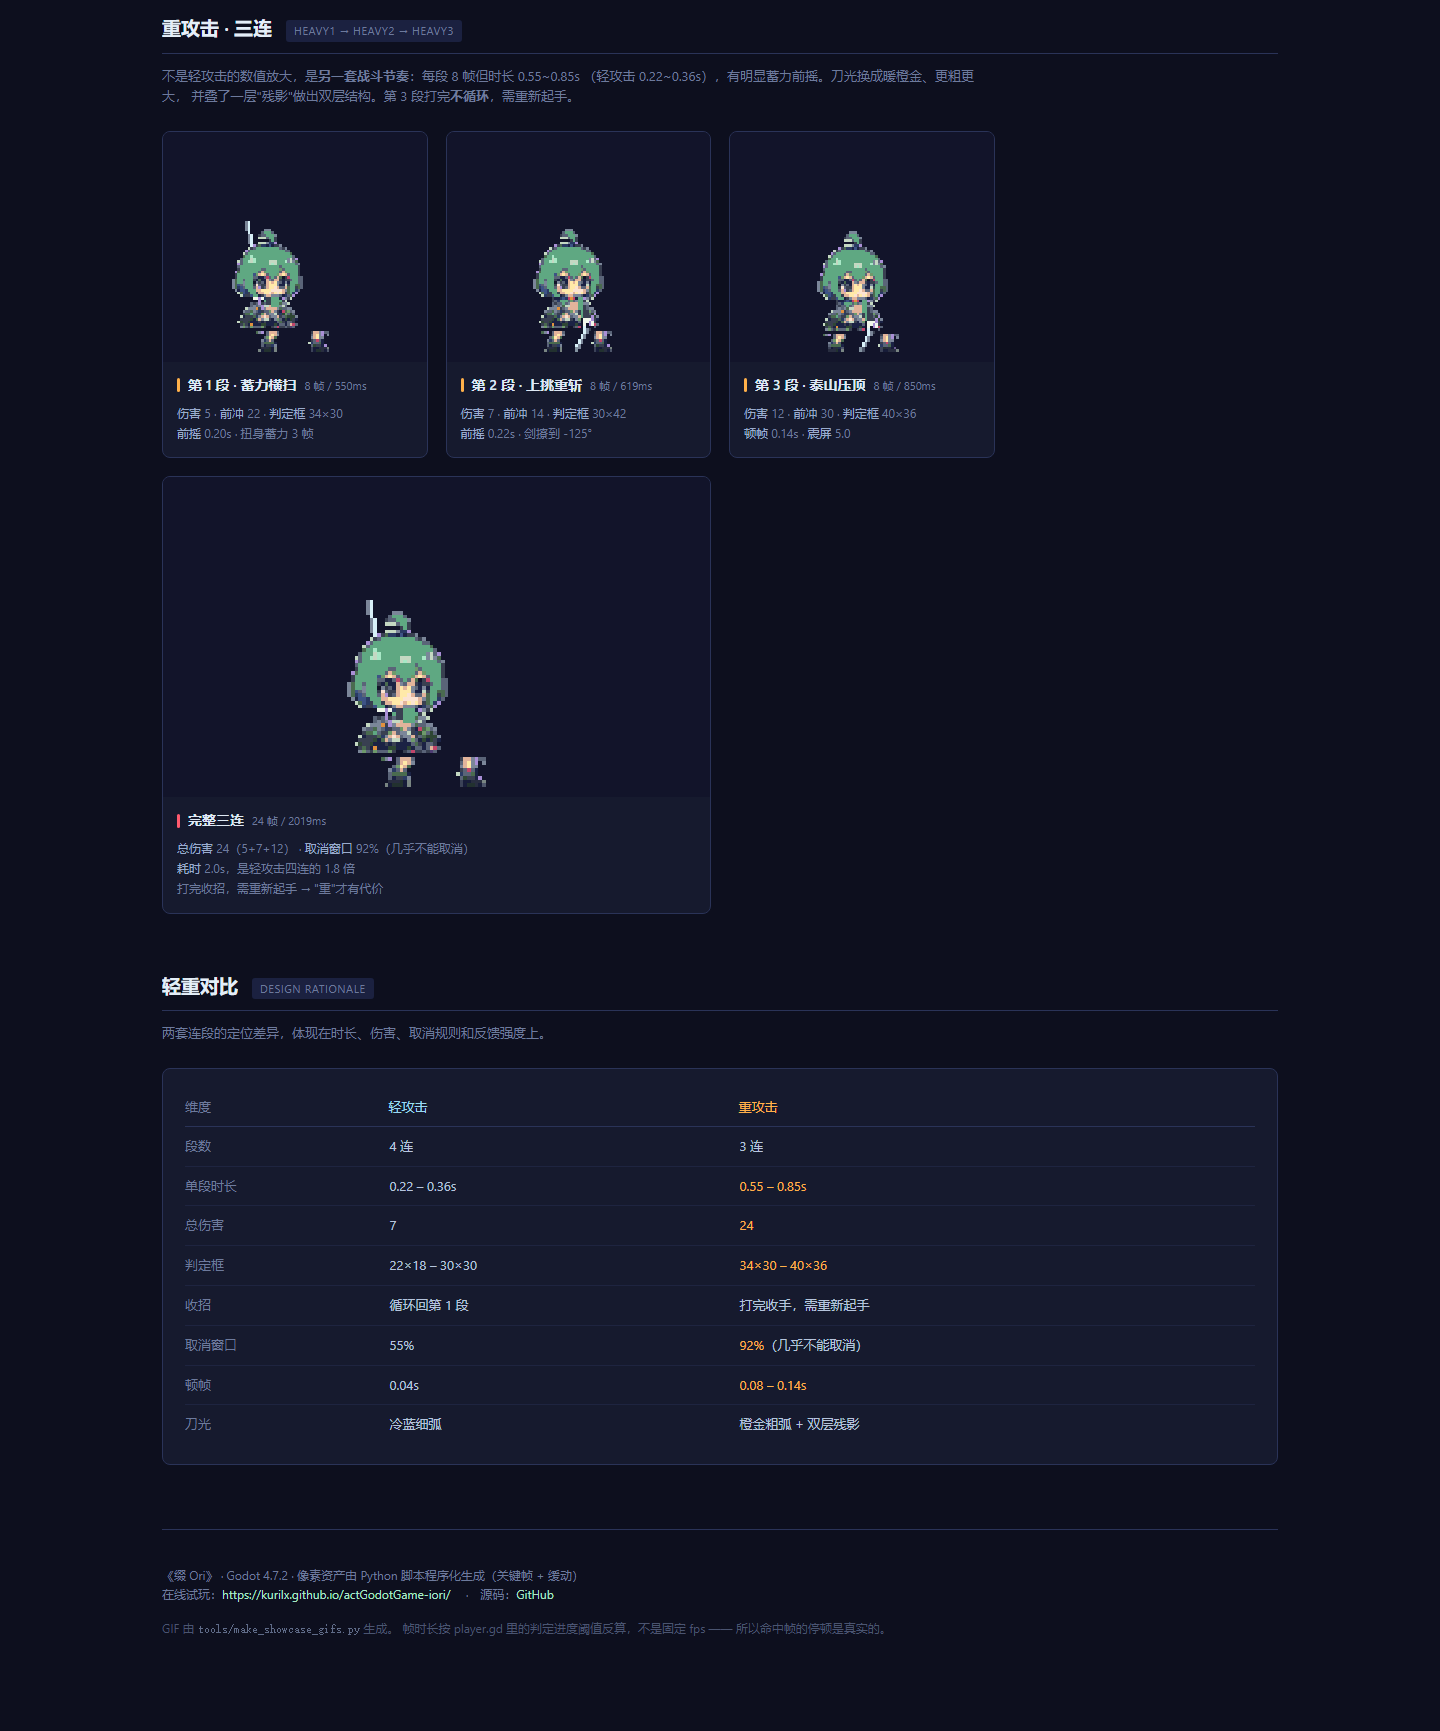 重攻击 · 三连 HEAVY1 → HEAVY2 → HEAVY3
不是轻攻击的数值放大，是另一套战斗节奏：每段 8 帧但时长 0.55~0.85s （轻攻击 0.22~0.36s），有明显蓄力前摇。刀光换成暖橙金、更粗更
大， 并叠了一层"残影"做出双层结构。第 3 段打完不循环，需重新起手。
第 1 段 · 蓄力横扫 8 帧 / 550ms
伤害 5 · 前冲 22 · 判定框 34×30
前摇 0.20s · 扭身蓄力 3 帧
第 2 段 · 上挑重斩 8 帧 / 619ms
伤害 7 · 前冲 14 · 判定框 30×42
前摇 0.22s · 剑撩到 -125°
第 3 段 · 泰山压顶 8 帧 / 850ms
伤害 12 · 前冲 30 · 判定框 40×36
顿帧 0.14s · 震屏 5.0
完整三连 24 帧 / 2019ms
总伤害 24（5+7+12） · 取消窗口 92%（几乎不能取消）
耗时 2.0s，是轻攻击四连的 1.8 倍
打完收招，需重新起手 → "重"才有代价
轻重对比 DESIGN RATIONALE
两套连段的定位差异，体现在时长、伤害、取消规则和反馈强度上。
维度 轻攻击 重攻击
段数 4 连 3 连
单段时长 0.22 – 0.36s 0.55 – 0.85s
总伤害 7 24
判定框 22×18 – 30×30 34×30 – 40×36
收招 循环回第 1 段 打完收手，需重新起手
取消窗口 55% 92%（几乎不能取消）
顿帧 0.04s 0.08 – 0.14s
刀光 冷蓝细弧 橙金粗弧 + 双层残影
《缀 Ori》 · Godot 4.7.2 · 像素资产由 Python 脚本程序化生成（关键帧 + 缓动）
在线试玩：https://kurilx.github.io/actGodotGame-iori/ · 源码：GitHub
GIF 由 tools/make_showcase_gifs.py 生成。 帧时长按 player.gd 里的判定进度阈值反算，不是固定 fps —— 所以命中帧的停顿是真实的。